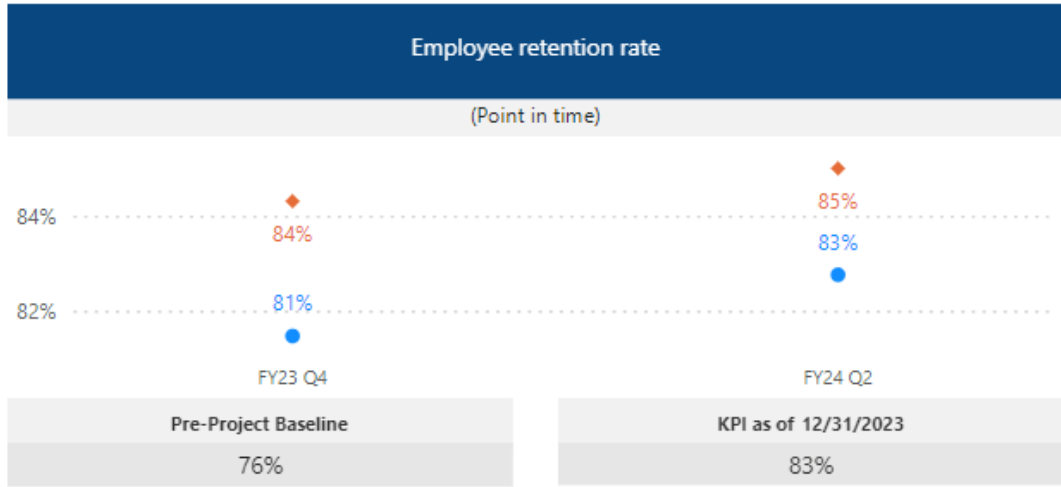 Employee retention rate
(Point in time)
85%
84%
84%
83%
81%
82%
FY23 Q4 FY24 Q2
Pre-Project Baseline KPI as of 12/31/2023
76% 83%